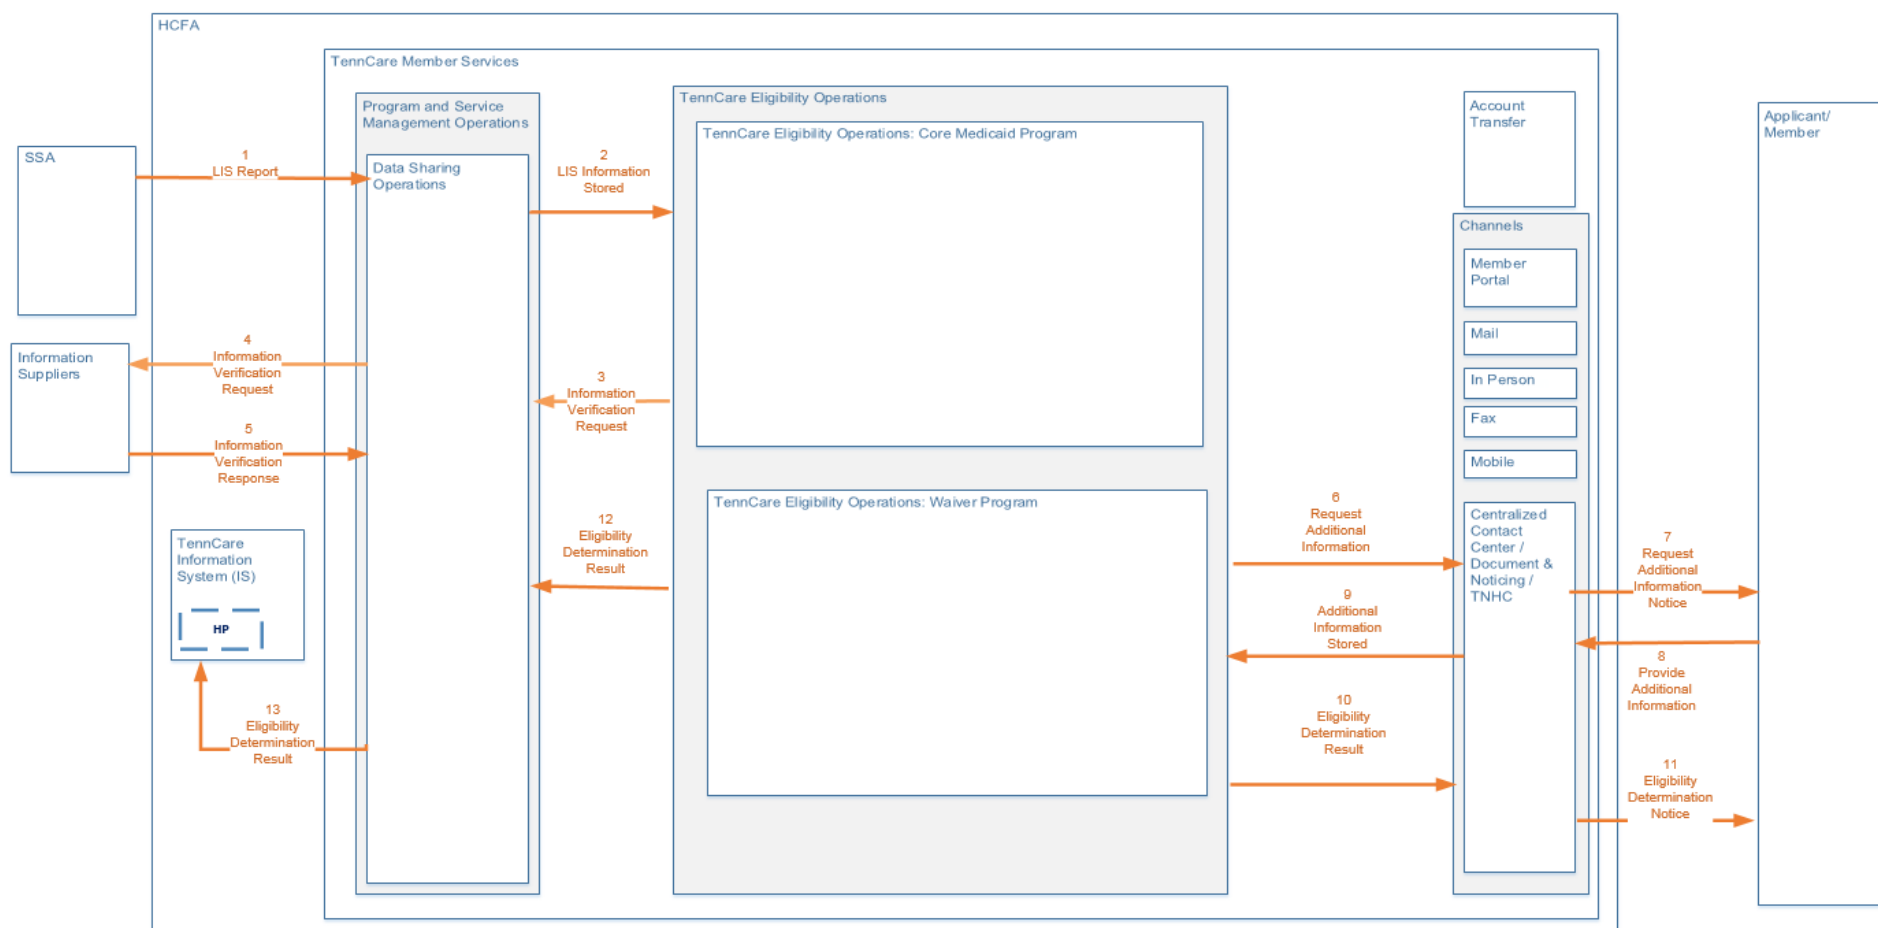 HCFA
TennCare Member Services
Program and Service
Management Operations
TennCare Eligibility Operations
Account
Transfer
Applicant/
Member
TennCare Eligibility Operations: Core Medicaid Program
SSA
1
LIS Report
Data Sharing
Operations
2
LIS Information
Stored
Channels
Member
Portal
Mail
In Person
Fax
Mobile
Information
Suppliers
4
Information
Verification
Request
3
Information
Verification
Request
5
Information
Verification
Response
TennCare Eligibility Operations: Waiver Program
6
Request
Additional
Information
Centralized
Contact
Center /
Document &
Noticing /
TNHC
7
Request
Additional
Information
Notice
12
Eligibility
Determination
Result
TennCare
Information
System (IS)
HP
9
Additional
Information
Stored
8
Provide
Additional
Information
13
Eligibility
Determination
Result
10
Eligibility
Determination
Result
11
Eligibility
Determination
Notice